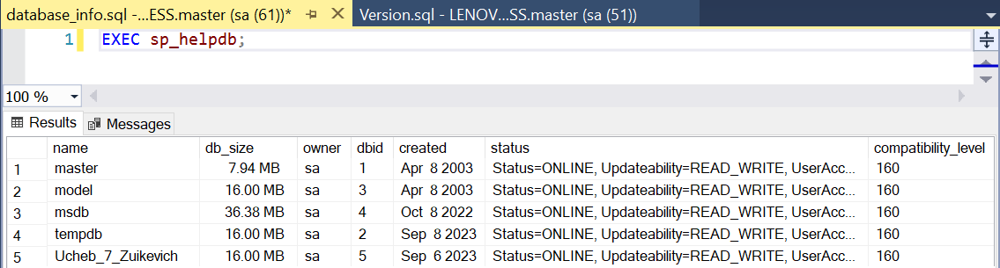 database_info.sql -...ESS.master (sa (61))* Version.sql - LENOV...SS.master (sa (51))
1 EXEC sp_helpdb;
100 %
Results Messages
name db_size owner dbid created status compatibility_level
1 master 7.94 MB sa 1 Apr 8 2003 Status=ONLINE, Updateability=READ_WRITE, UserAcc... 160
2 model 16.00 MB sa 3 Apr 8 2003 Status=ONLINE, Updateability=READ_WRITE, UserAcc... 160
3 msdb 36.38 MB sa 4 Oct 8 2022 Status=ONLINE, Updateability=READ_WRITE, UserAcc... 160
4 tempdb 16.00 MB sa 2 Sep 8 2023 Status=ONLINE, Updateability=READ_WRITE, UserAcc... 160
5 Ucheb_7_Zuikevich 16.00 MB sa 5 Sep 6 2023 Status=ONLINE, Updateability=READ_WRITE, UserAcc... 160